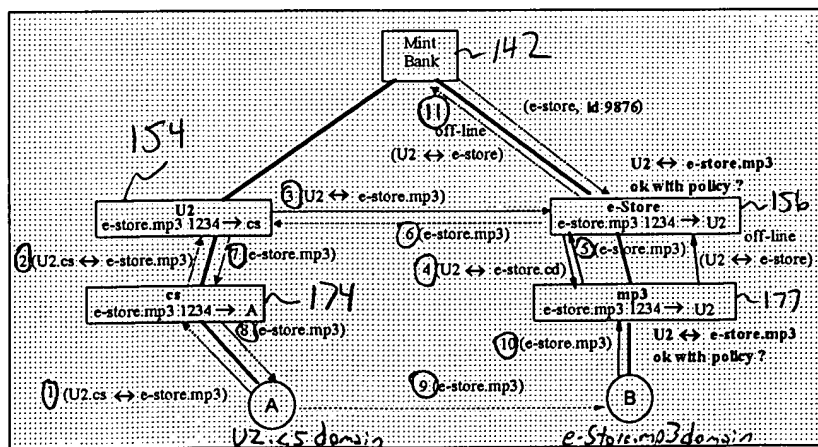 Mint
Bank
142
11
(e-store, id 9876)
off-line
(U2 ↔ e-store)
154
U2 ↔ e-store.mp3
ok with policy ?
3 (U2 ↔ e-store.mp3)
U2
e-store.mp3 1234 → cs
e-Store
e-store.mp3 1234 → U2
156
6 (e-store.mp3)
2 (U2.cs ↔ e-store.mp3)
7 (e-store.mp3)
5 (e-store.mp3)
off-line
(U2 ↔ e-store)
4 (U2 ↔ e-store.cd)
cs
e-store.mp3 1234 → A
174
mp3
e-store.mp3 1234 → U2
177
8 (e-store.mp3)
10 (e-store.mp3)
U2 ↔ e-store.mp3
ok with policy ?
1 (U2.cs ↔ e-store.mp3)
9 (e-store.mp3)
A
B
U2.cs domain
e-Store.mp3 domain